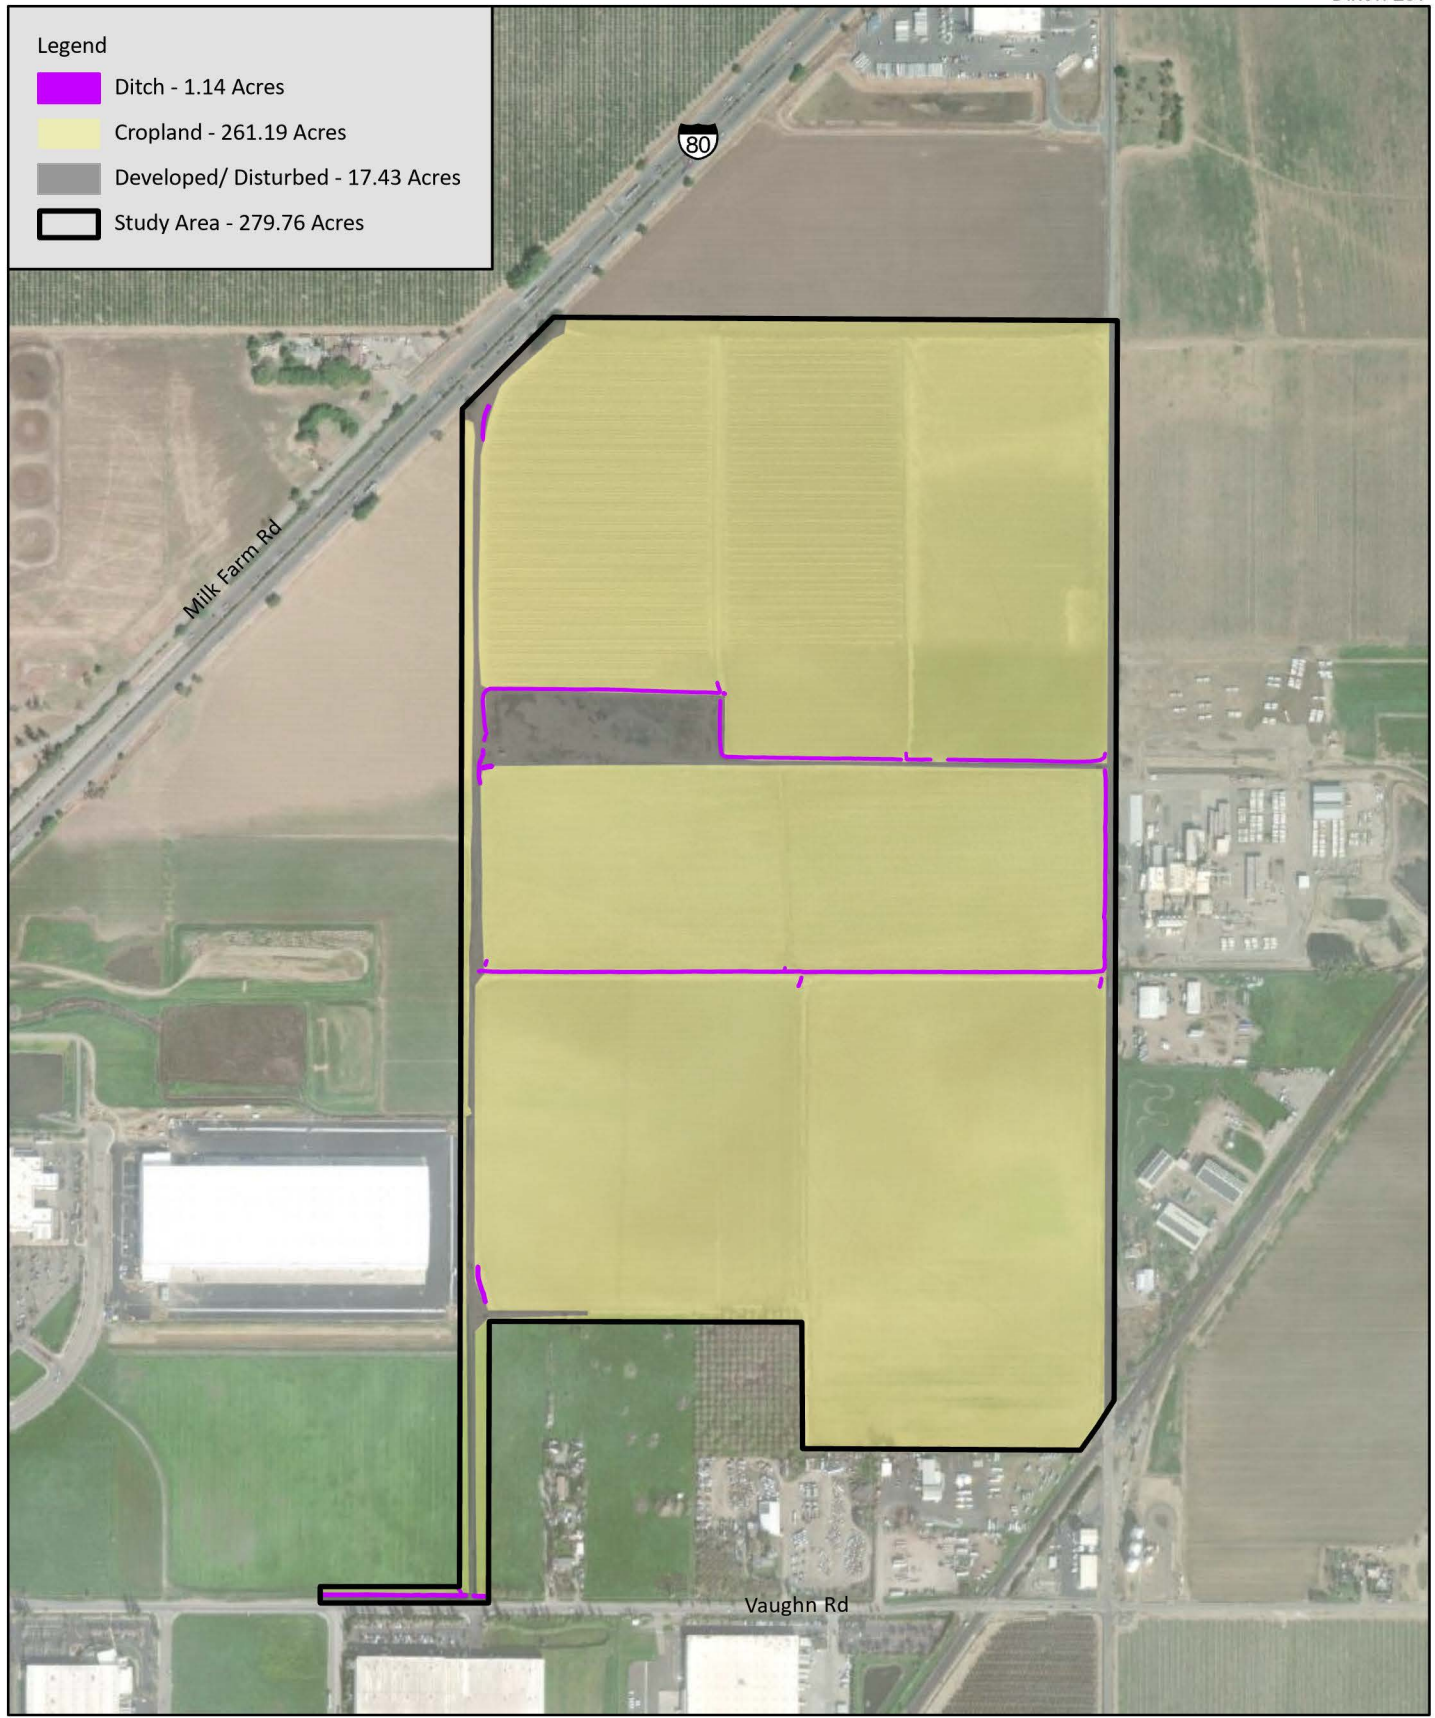 Legend
Ditch - 1.14 Acres
Cropland - 261.19 Acres
Developed/ Disturbed - 17.43 Acres
Study Area - 279.76 Acres
80
Milk Farm Rd
Vaughn Rd